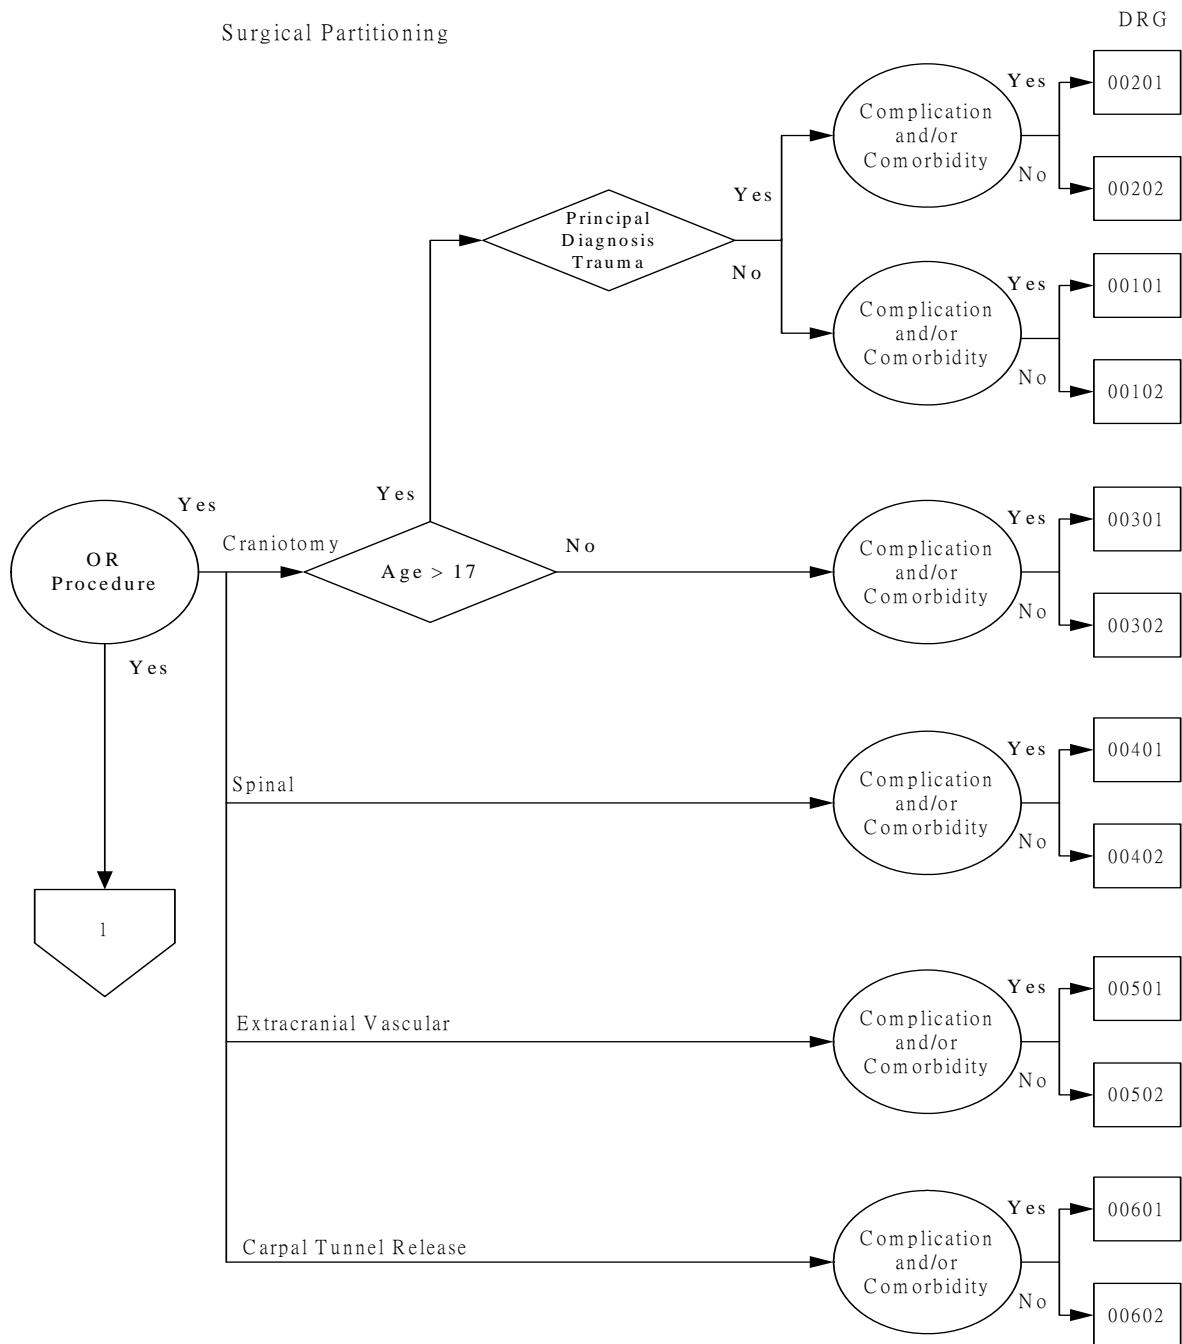 DRG
Surgical Partitioning
Complication
and/or
Comorbidity
Yes
00201
No
00202
Principal
Diagnosis
Trauma
Yes
No
Complication
and/or
Comorbidity
Yes
00101
No
00102
OR
Procedure
Yes
Craniotomy
Yes
Age > 17
No
Complication
and/or
Comorbidity
Yes
00301
No
00302
Yes
1
Spinal
Complication
and/or
Comorbidity
Yes
00401
No
00402
Extracranial Vascular
Complication
and/or
Comorbidity
Yes
00501
No
00502
Carpal Tunnel Release
Complication
and/or
Comorbidity
Yes
00601
No
00602